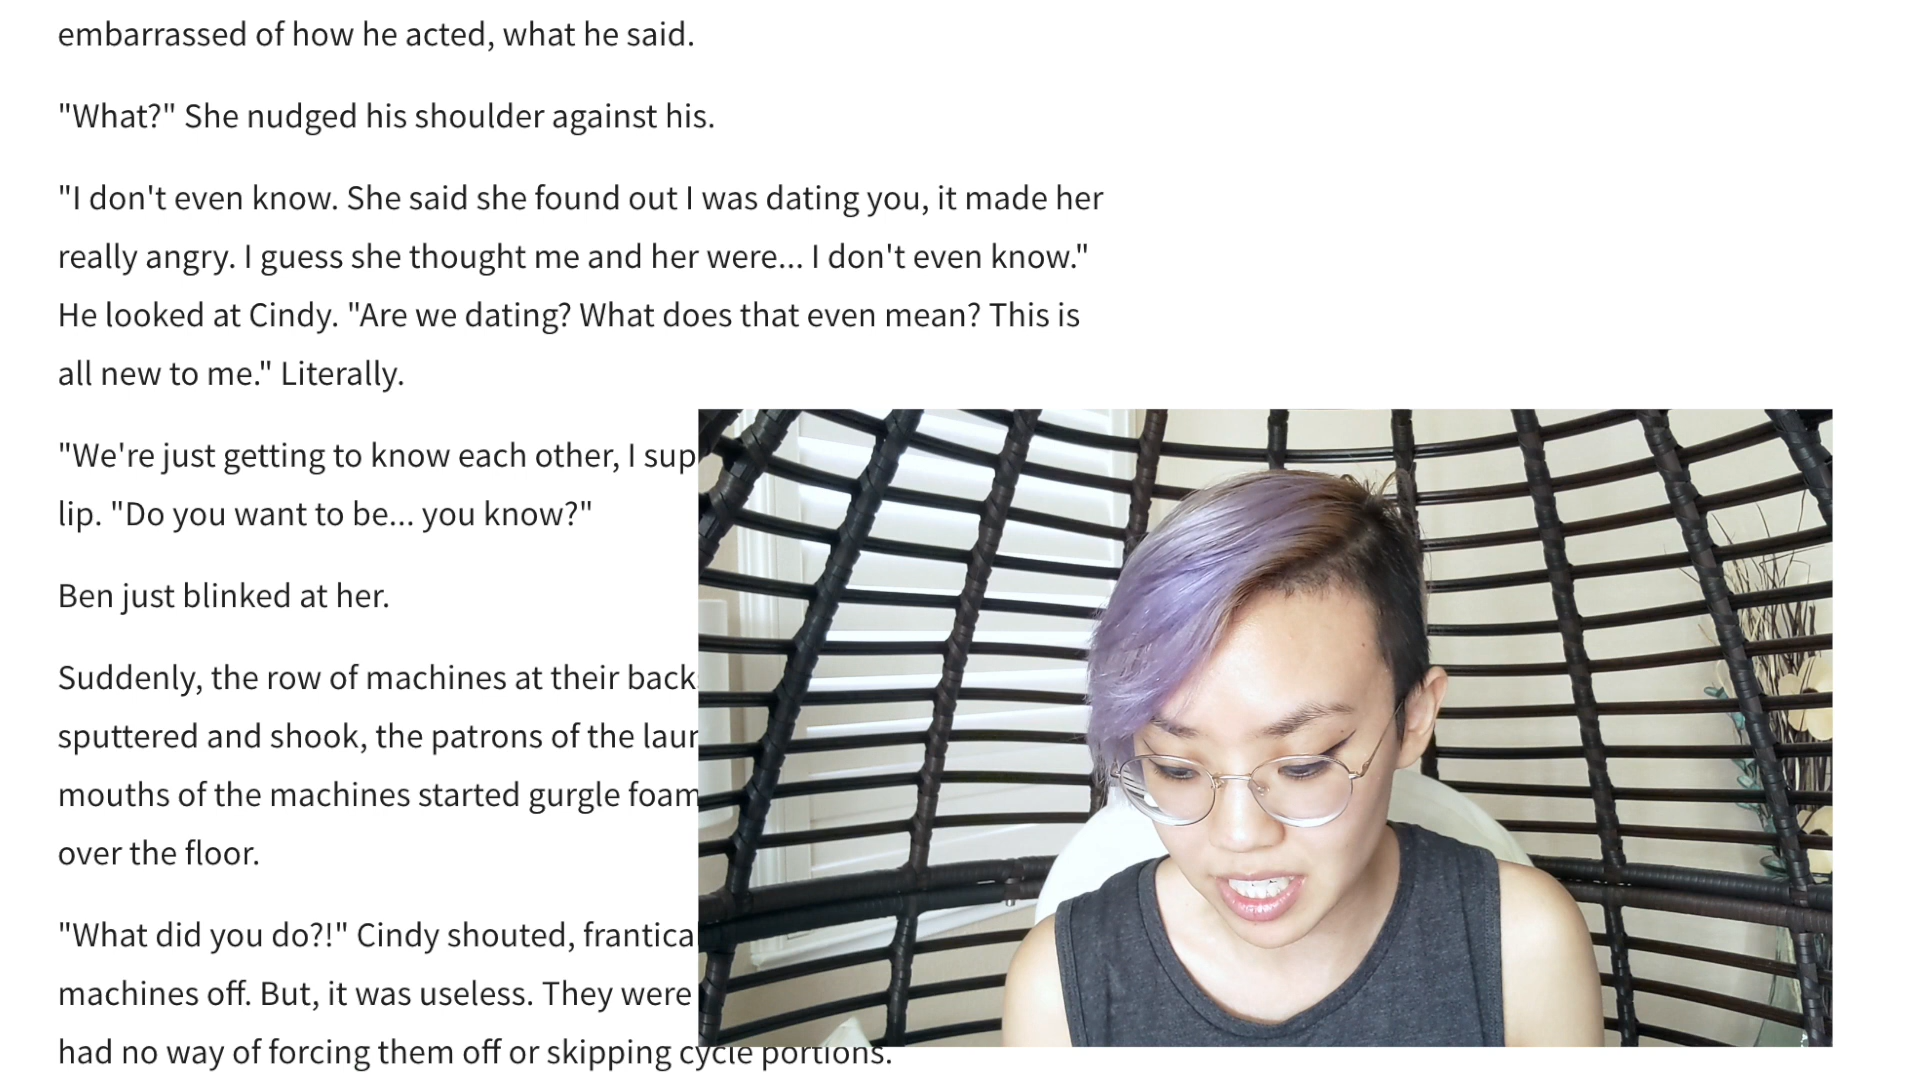 embarrassed of how he acted, what he said.
"What?" She nudged his shoulder against his.
"I don't even know. She said she found out I was dating you, it made her
really angry. I guess she thought me and her were... I don't even know."
He looked at Cindy. "Are we dating? What does that even mean? This is
all new to me." Literally.
"We're just getting to know each other, I sup
lip. "Do you want to be... you know?"
Ben just blinked at her.
Suddenly, the row of machines at their back
sputtered and shook, the patrons of the laun
mouths of the machines started gurgle foam
over the floor.
"What did you do?!" Cindy shouted, frantical
machines off. But, it was useless. They were
had no way of forcing them off or skipping cycle portions.